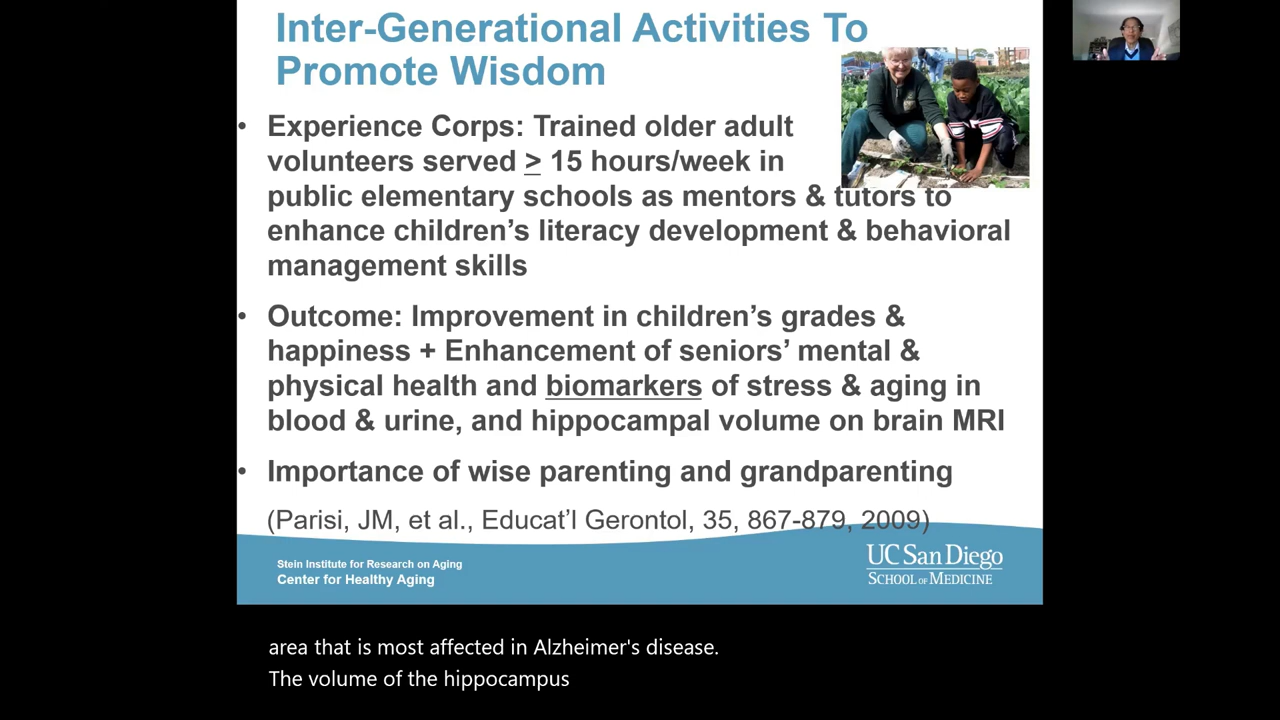 Inter-Generational Activities To
Promote Wisdom
• Experience Corps: Trained older adult
volunteers served ≥ 15 hours/week in
public elementary schools as mentors & tutors to
enhance children’s literacy development & behavioral
management skills
• Outcome: Improvement in children’s grades &
happiness + Enhancement of seniors’ mental &
physical health and biomarkers of stress & aging in
blood & urine, and hippocampal volume on brain MRI
• Importance of wise parenting and grandparenting
(Parisi, JM, et al., Educat’l Gerontol, 35, 867-879, 2009)
Stein Institute for Research on Aging
Center for Healthy Aging
UC San Diego
SCHOOL OF MEDICINE
area that is most affected in Alzheimer's disease.
The volume of the hippocampus